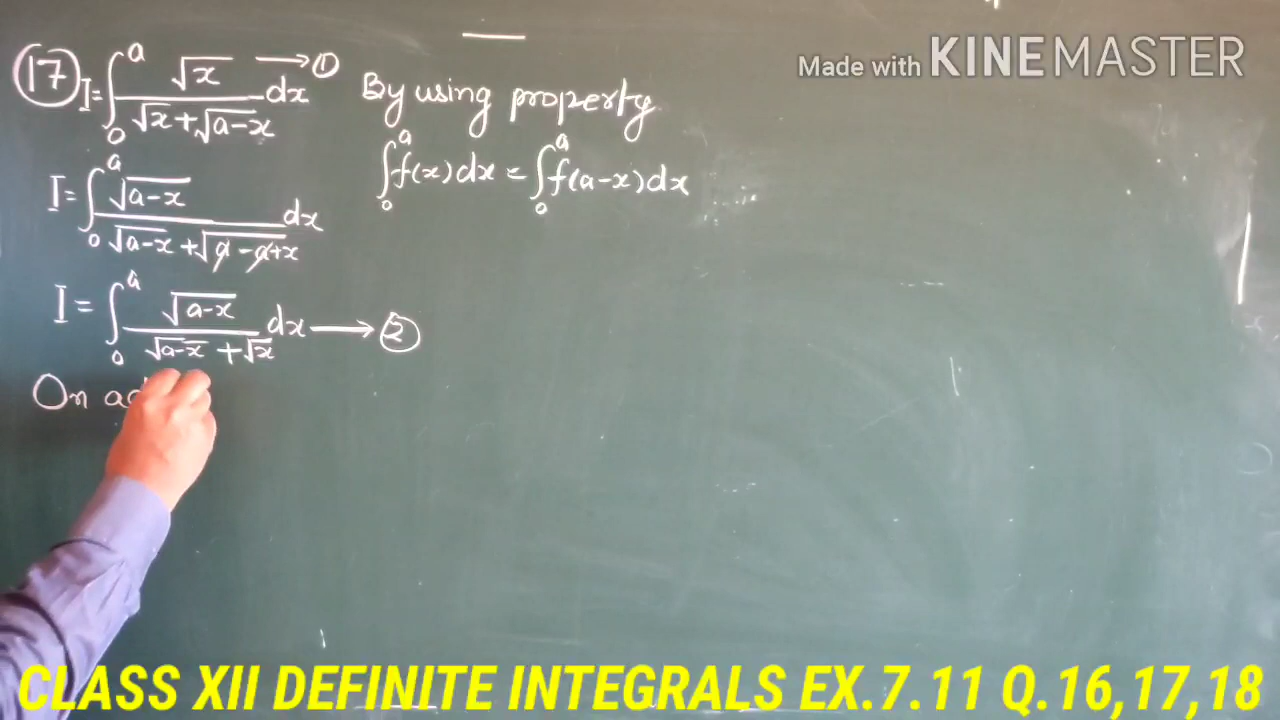 Made with KINEMASTER
17 I = ∫₀ᵃ √x / (√x + √(a-x)) dx → ①
By using property
∫₀ᵃ f(x) dx = ∫₀ᵃ f(a-x) dx
I = ∫₀ᵃ √(a-x) / (√(a-x) + √(a-a+x)) dx
I = ∫₀ᵃ √(a-x) / (√(a-x) + √x) dx → ②
On
CLASS XII DEFINITE INTEGRALS EX.7.11 Q.16,17,18